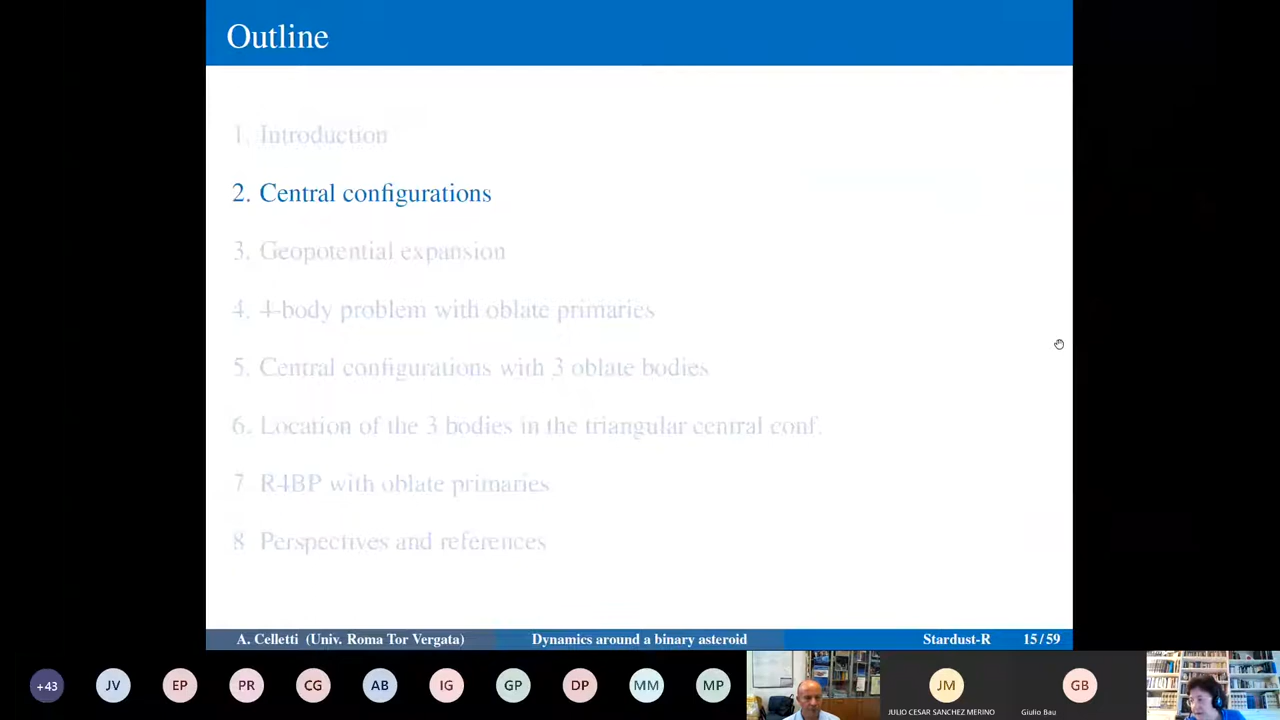 Outline
1. Introduction
2. Central configurations
3. Geopotential expansion
4. 4-body problem with oblate primaries
5. Central configurations with 3 oblate bodies
6. Location of the 3 bodies in the triangular central conf.
7 R4BP with oblate primaries
8 Perspectives and references
A. Celletti (Univ. Roma Tor Vergata) Dynamics around a binary asteroid Stardust-R 15 / 59
+43 JV EP PR CG AB IG GP DP MM MP JM GB
JULIO CESAR SANCHEZ MERINO Giulio Bau